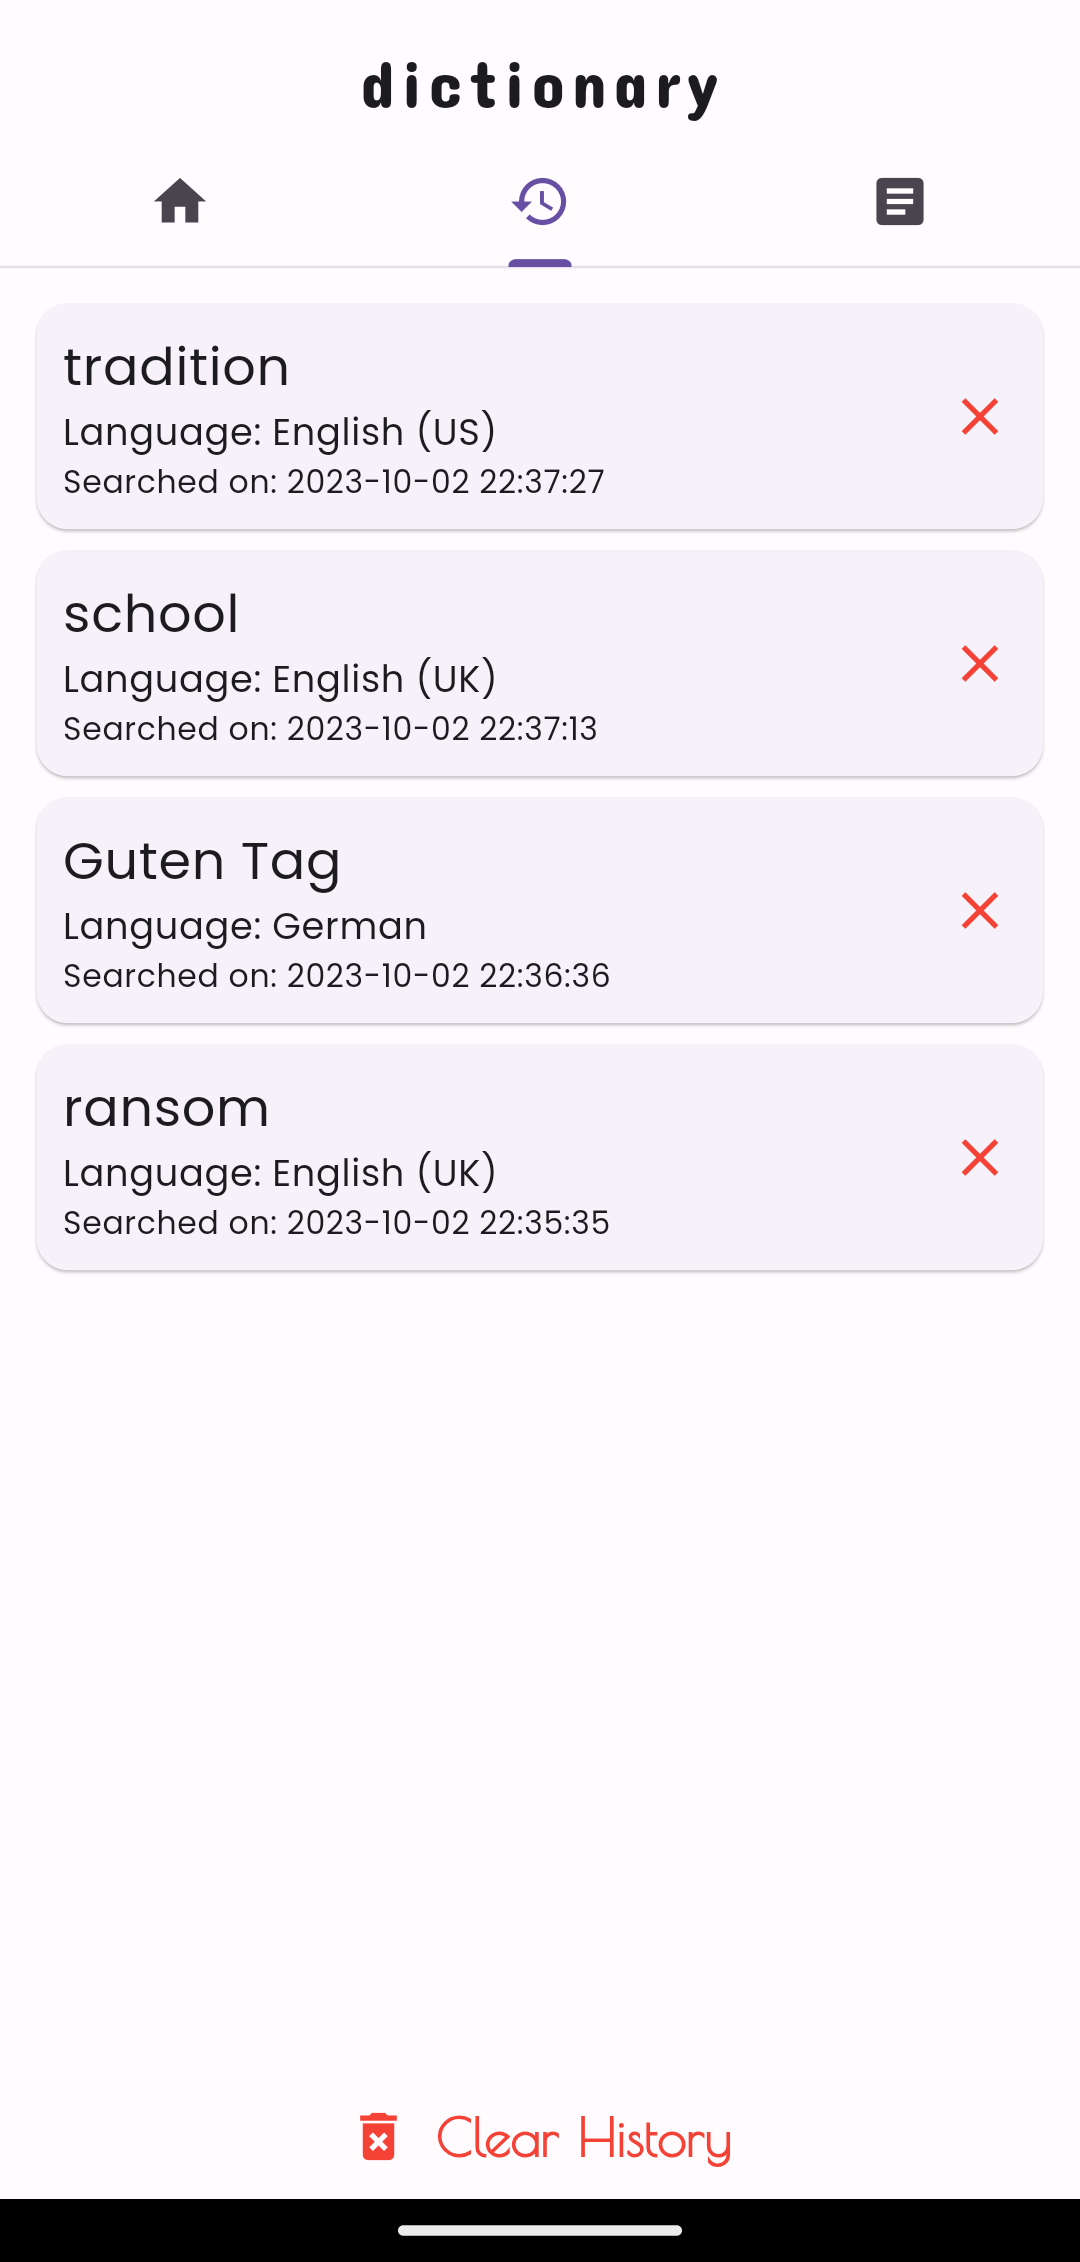 dictionary
tradition
Language: English (US)
Searched on: 2023-10-02 22:37:27
school
Language: English (UK)
Searched on: 2023-10-02 22:37:13
Guten Tag
Language: German
Searched on: 2023-10-02 22:36:36
ransom
Language: English (UK)
Searched on: 2023-10-02 22:35:35
Clear History